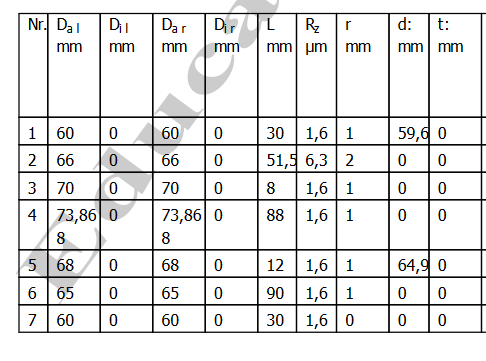 Nr. Da l Di l Da r Di r L Rz r d: t:
mm mm mm mm mm µm mm mm mm
1 60 0 60 0 30 1,6 1 59,6 0
2 66 0 66 0 51,5 6,3 2 0 0
3 70 0 70 0 8 1,6 1 0 0
4 73,86 0 73,86 0 88 1,6 1 0 0
8 8
5 68 0 68 0 12 1,6 1 64,9 0
6 65 0 65 0 90 1,6 1 0 0
7 60 0 60 0 30 1,6 0 0 0
Educa